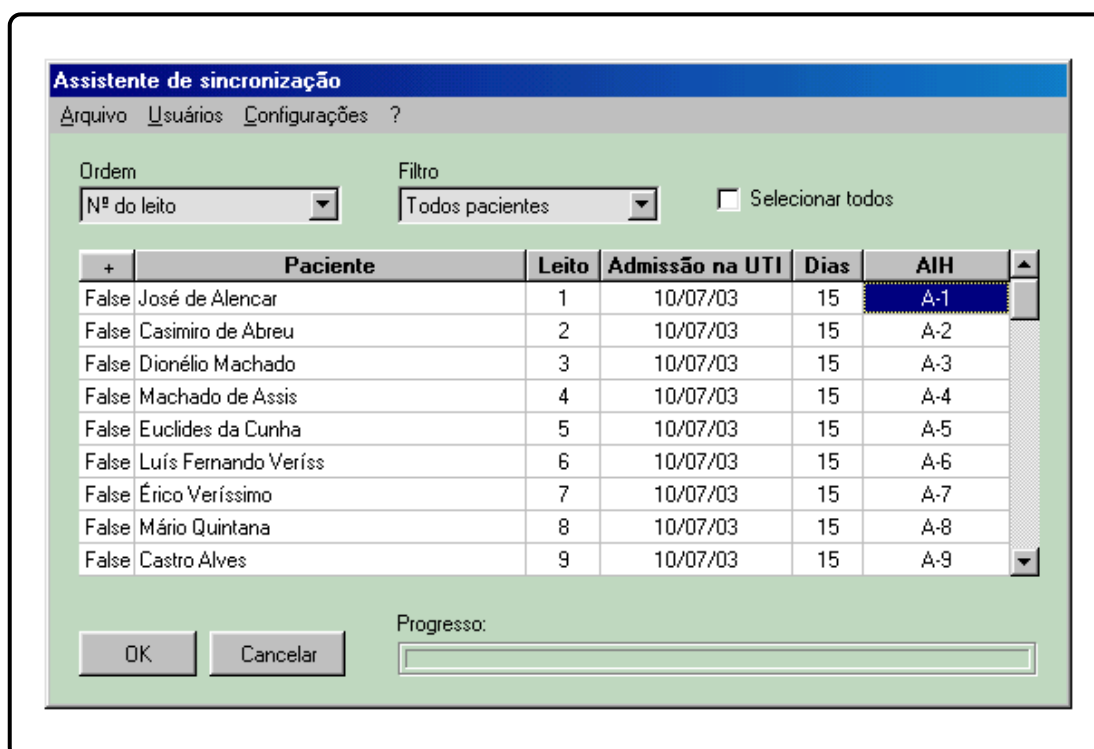 Assistente de sincronização
Arquivo Usuários Configurações ?
Ordem Filtro
Nº do leito Todos pacientes Selecionar todos
+ Paciente Leito Admissão na UTI Dias AIH
False José de Alencar 1 10/07/03 15 A-1
False Casimiro de Abreu 2 10/07/03 15 A-2
False Dionélio Machado 3 10/07/03 15 A-3
False Machado de Assis 4 10/07/03 15 A-4
False Euclides da Cunha 5 10/07/03 15 A-5
False Luís Fernando Veríss 6 10/07/03 15 A-6
False Érico Veríssimo 7 10/07/03 15 A-7
False Mário Quintana 8 10/07/03 15 A-8
False Castro Alves 9 10/07/03 15 A-9
Progresso:
OK Cancelar